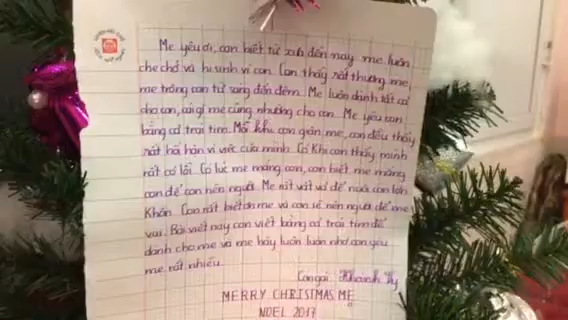 Mẹ yêu ơi, con biết từ xưa đến nay mẹ luôn
che chở và hi sinh vì con. Con thấy rất thương mẹ,
mẹ trông con từ sáng đến đêm. Mẹ luôn dành tất cả
cho con, cái gì mẹ cũng nhường cho con. Mẹ yêu con
bằng cả trái tim. Mỗi khi con giận mẹ, con đều thấy
rất hối hận vì việc của mình. Có khi con thấy mình
rất có lỗi. Có lúc mẹ mắng con, con biết mẹ mắng
con để con nên người. Mẹ rất vất vả để nuôi con lớn
khôn. Con rất biết ơn mẹ và con sẽ nên người để mẹ
vui. Bài viết này con viết bằng cả trái tim để
dành cho mẹ và mẹ hãy luôn luôn nhớ con yêu
mẹ rất nhiều.
Con gái Khánh Vy
MERRY CHRISTMAS MẸ
NOEL 2017